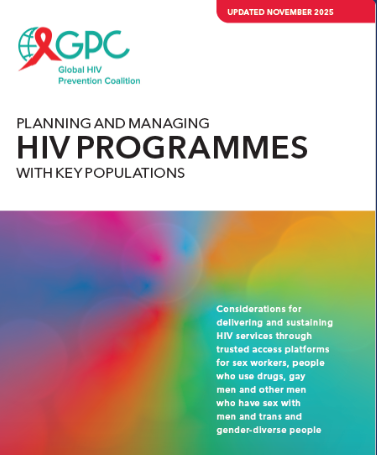 UPDATED NOVEMBER 2025
GPC
Global HIV
Prevention Coalition
PLANNING AND MANAGING
HIV PROGRAMMES
WITH KEY POPULATIONS
Considerations for
delivering and sustaining
HIV services through
trusted access platforms
for sex workers, people
who use drugs, gay
men and other men
who have sex with
men and trans and
gender-diverse people